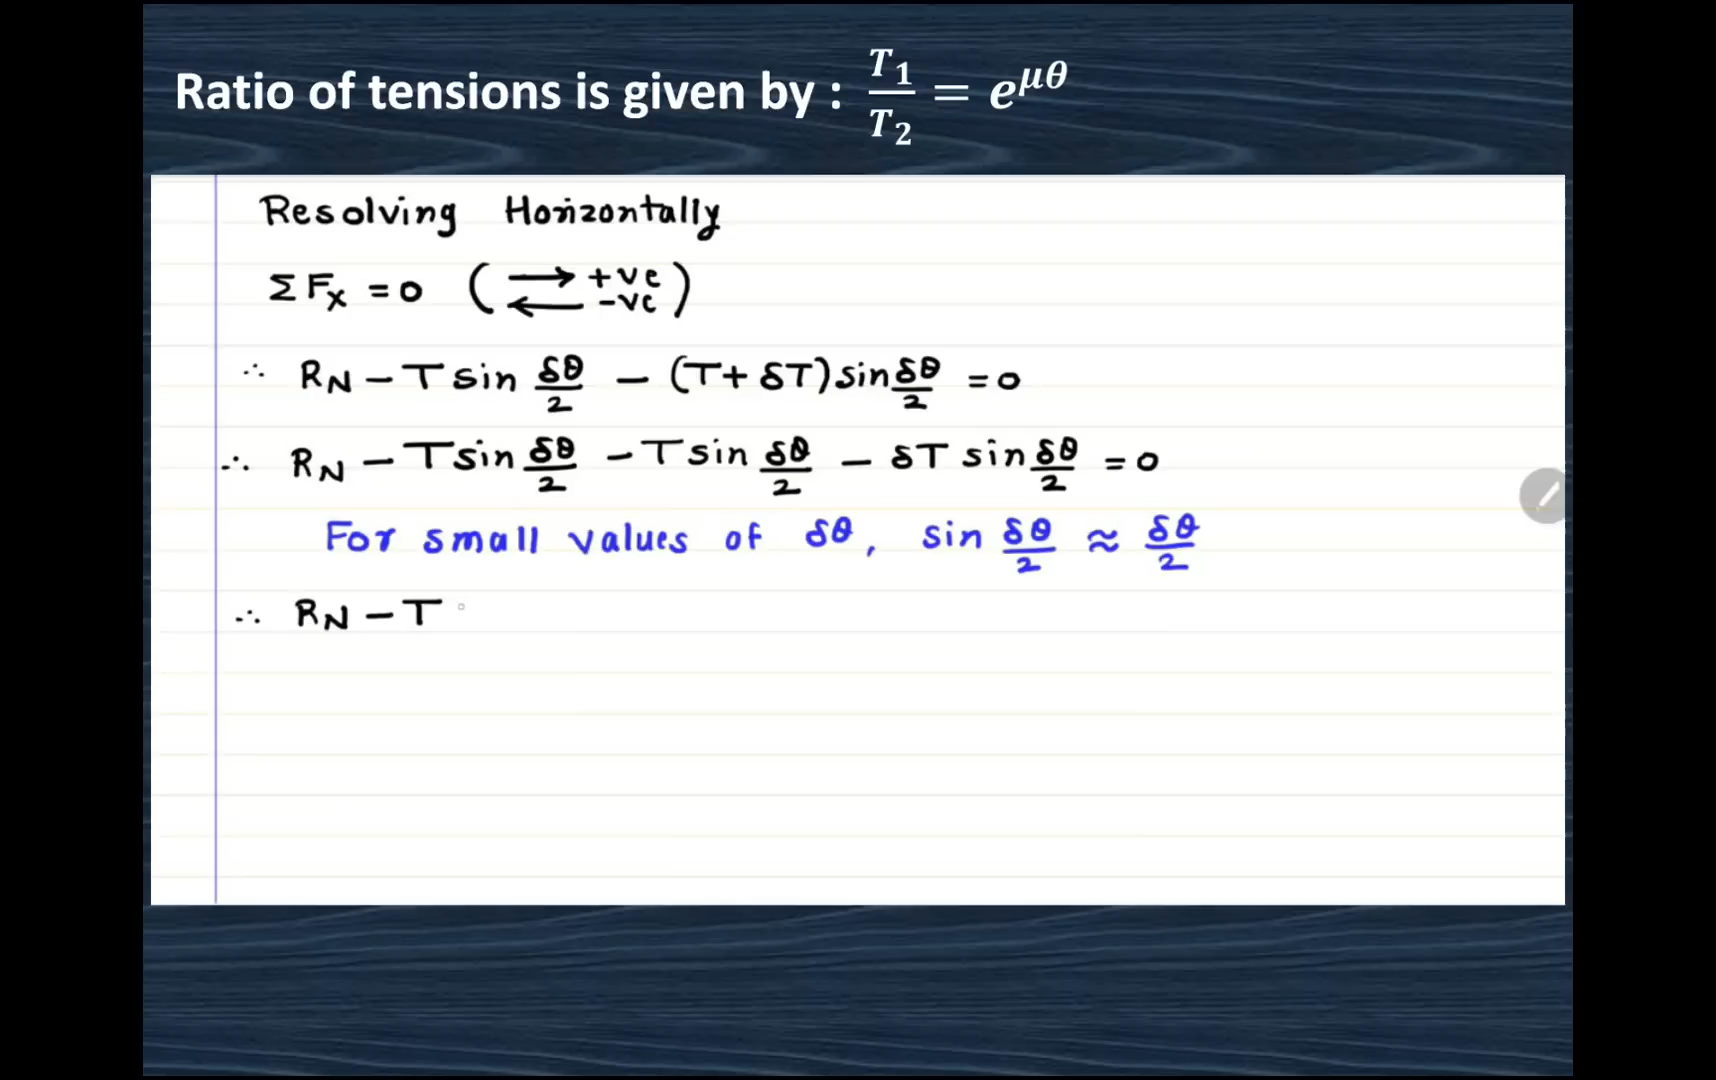 Ratio of tensions is given by : T₁/T₂ = e^μθ
Resolving Horizontally
ΣFx = 0 (⟶ +ve ⟵ -ve)
∴ RN – T sin δθ/2 – (T + δT) sin δθ/2 = 0
∴ RN – T sin δθ/2 – T sin δθ/2 – δT sin δθ/2 = 0
For small values of δθ, sin δθ/2 ≈ δθ/2
∴ RN – T